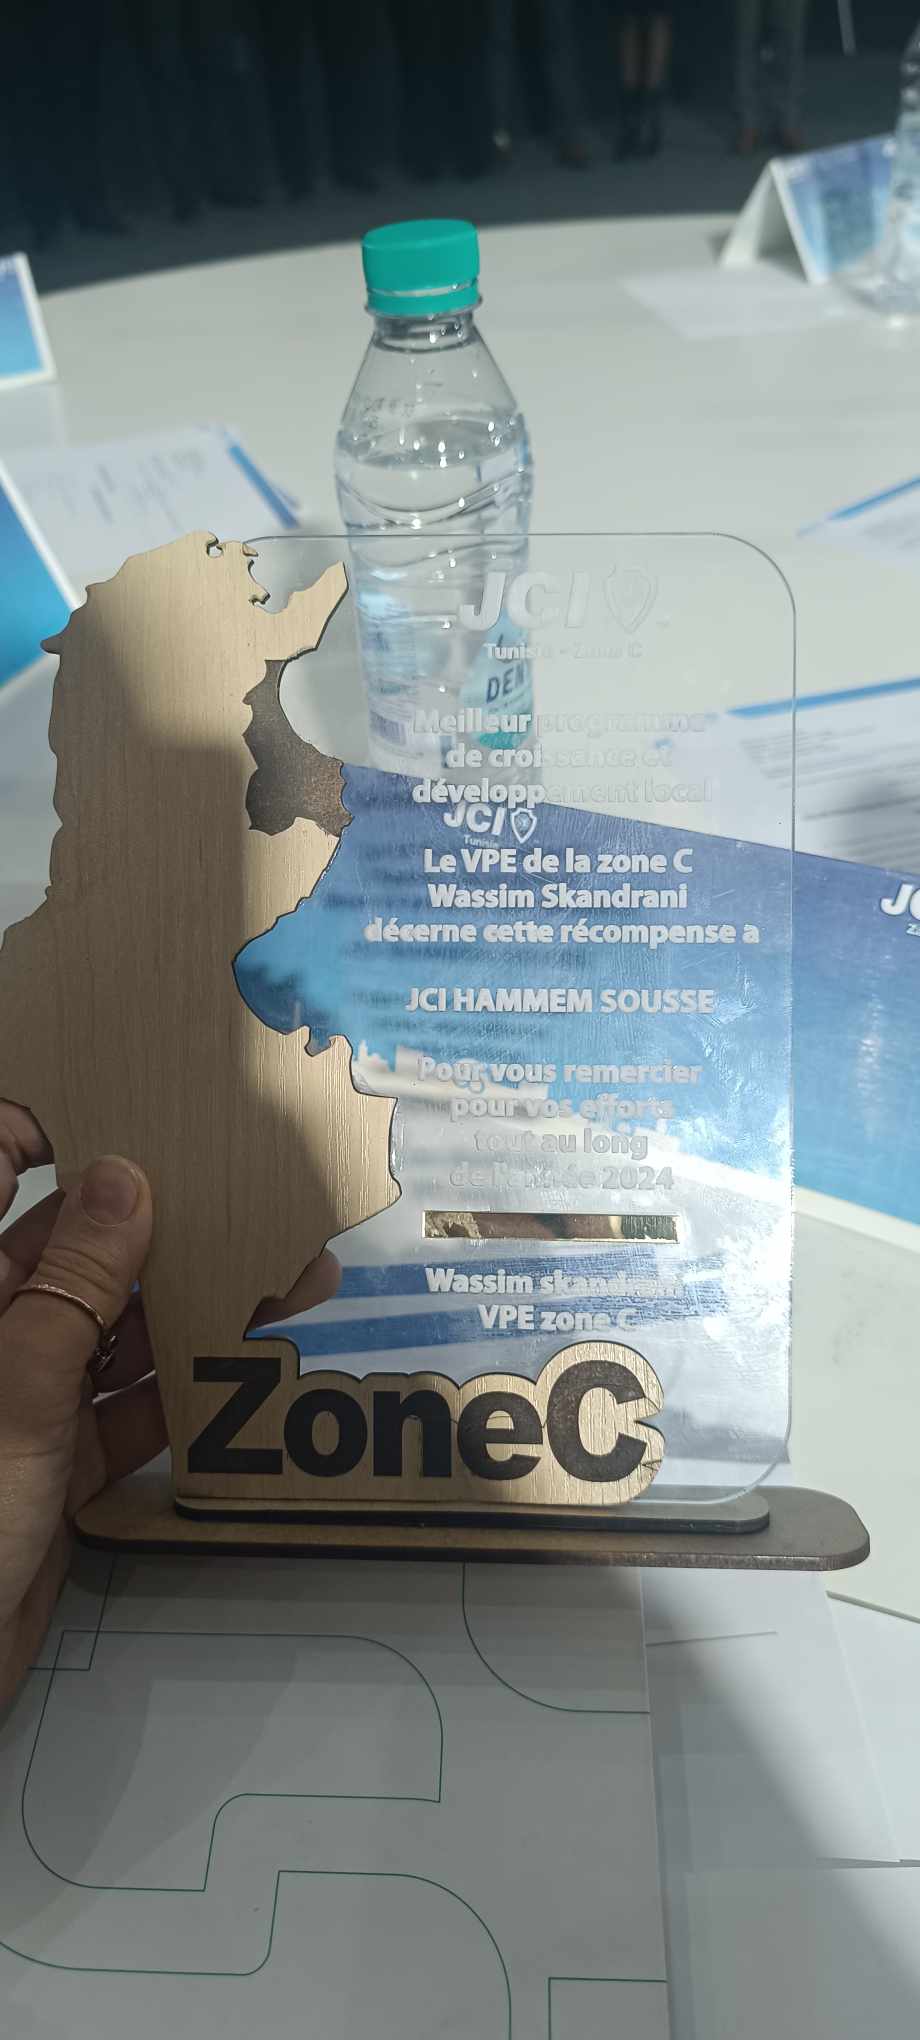 JCI
Tunisie - Zone C
DEN
Meilleur programme
de croissance et
développement local
JCI
Tunisie
Le VPE de la zone C
Wassim Skandrani
décerne cette récompense a
JCI HAMMEM SOUSSE
Pour vous remercier
pour vos efforts
tout au long
de l'année 2024
Wassim skandrani
VPE zone C
ZoneC